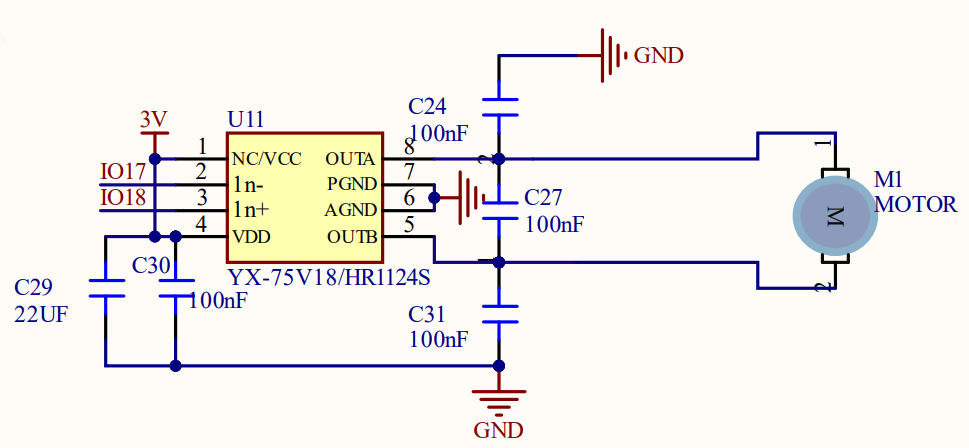 GND
C24
100nF
3V
U11
1
NC/VCC
OUTA
8
2
1
IO17
2
1n-
PGND
7
IO18
3
1n+
AGND
6
C27
100nF
M1
MOTOR
M
4
VDD
OUTB
5
1
YX-75V18/HR1124S
C30
100nF
C29
22UF
2
C31
100nF
GND